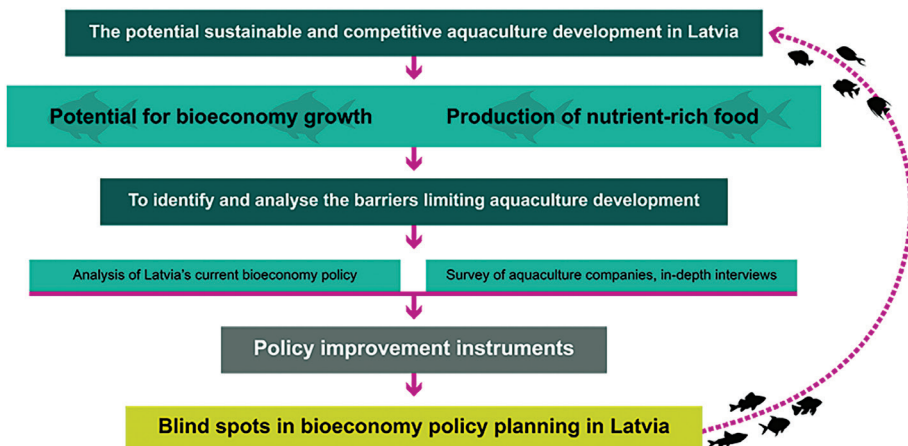 The potential sustainable and competitive aquaculture development in Latvia
Potential for bioeconomy growth
Production of nutrient-rich food
To identify and analyse the barriers limiting aquaculture development
Analysis of Latvia's current bioeconomy policy
Survey of aquaculture companies, in-depth interviews
Policy improvement instruments
Blind spots in bioeconomy policy planning in Latvia